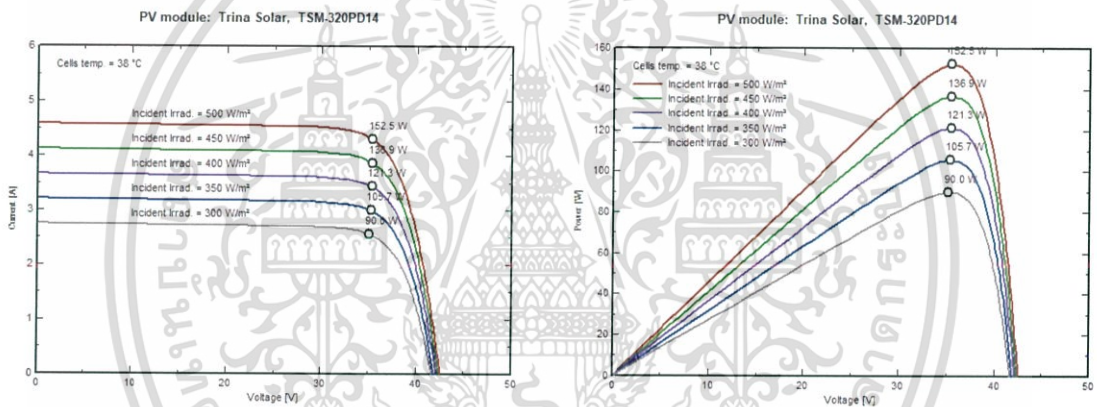 PV module: Trina Solar, TSM-320PD14
6
Cells temp. = 38 °C
5
Incident Irrad. = 500 W/m²
152.5 W
Incident Irrad. = 450 W/m²
136.9 W
4
Incident Irrad. = 400 W/m²
121.3 W
Incident Irrad. = 350 W/m²
105.7 W
3
Incident Irrad. = 300 W/m²
90.0 W
2
1
0
Current [A]
0 10 20 30 40 50
Voltage [V]
PV module: Trina Solar, TSM-320PD14
160
152.5 W
Cells temp. = 38 °C
Incident Irrad. = 500 W/m²
136.9 W
140
Incident Irrad. = 450 W/m²
Incident Irrad. = 400 W/m²
121.3 W
120
Incident Irrad. = 350 W/m²
105.7 W
Incident Irrad. = 300 W/m²
100
90.0 W
80
60
40
20
0
Power [W]
0 10 20 30 40 50
Voltage [V]